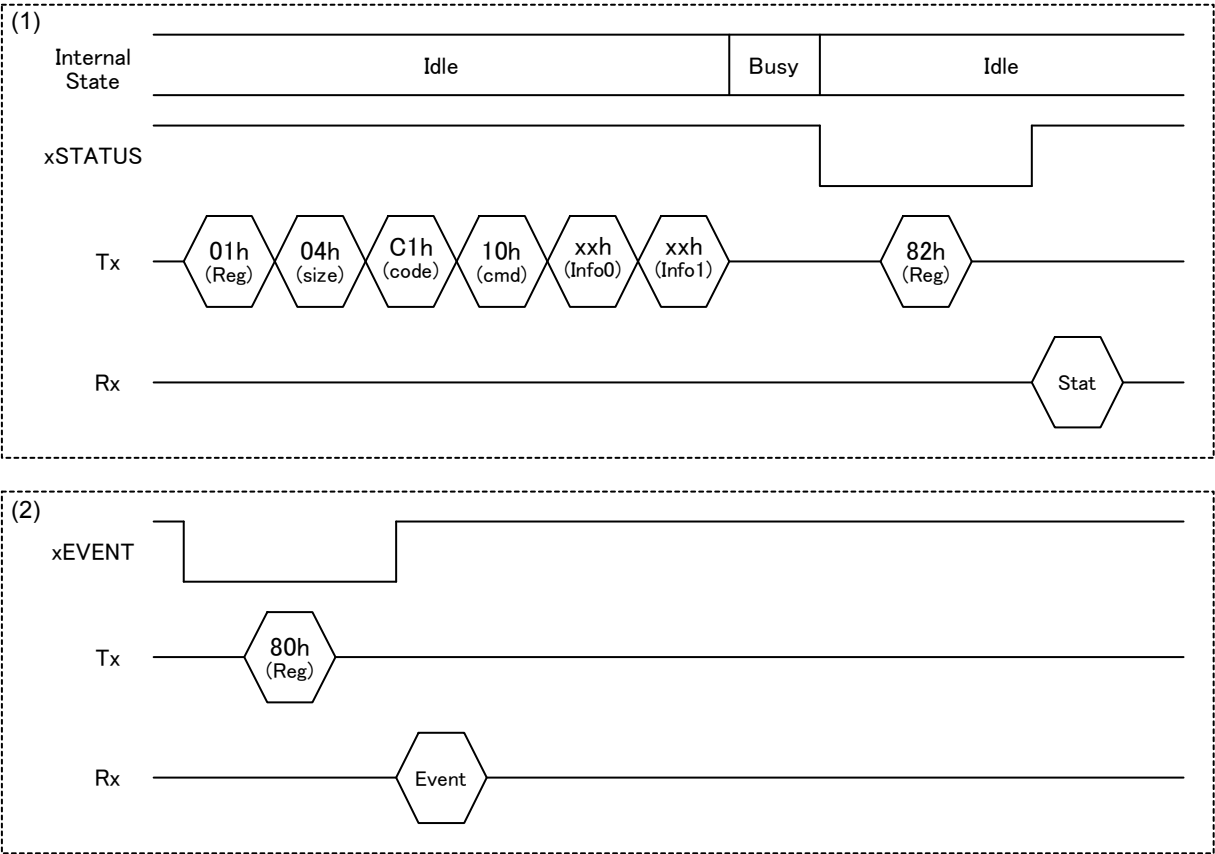 (1)
Internal
State
Idle
Busy
Idle
xSTATUS
Tx
01h
(Reg)
04h
(size)
C1h
(code)
10h
(cmd)
xxh
(Info0)
xxh
(Info1)
82h
(Reg)
Rx
Stat
(2)
xEVENT
Tx
80h
(Reg)
Rx
Event